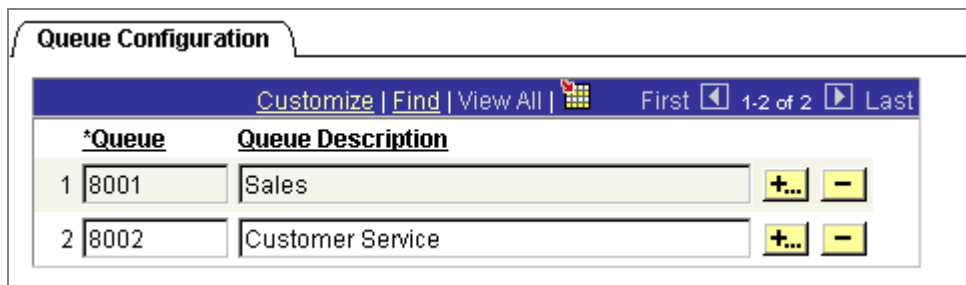 Queue Configuration
Customize | Find | View All | First 1-2 of 2 Last
*Queue Queue Description
1 8001 Sales +... −
2 8002 Customer Service +... −